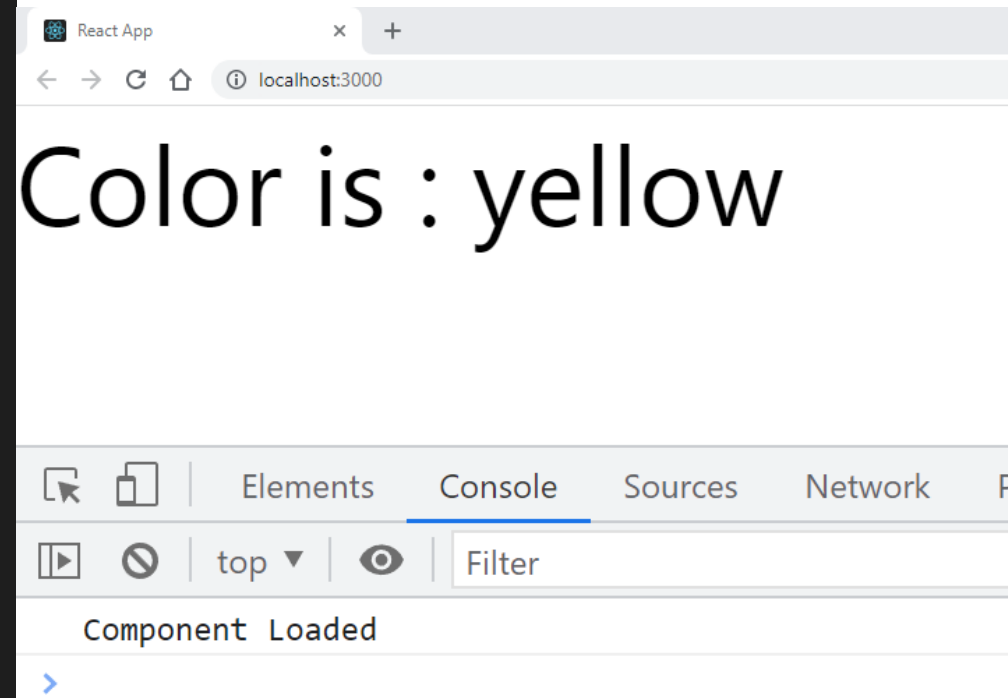 React App
localhost:3000
Color is : yellow
Elements Console Sources Network
top Filter
Component Loaded